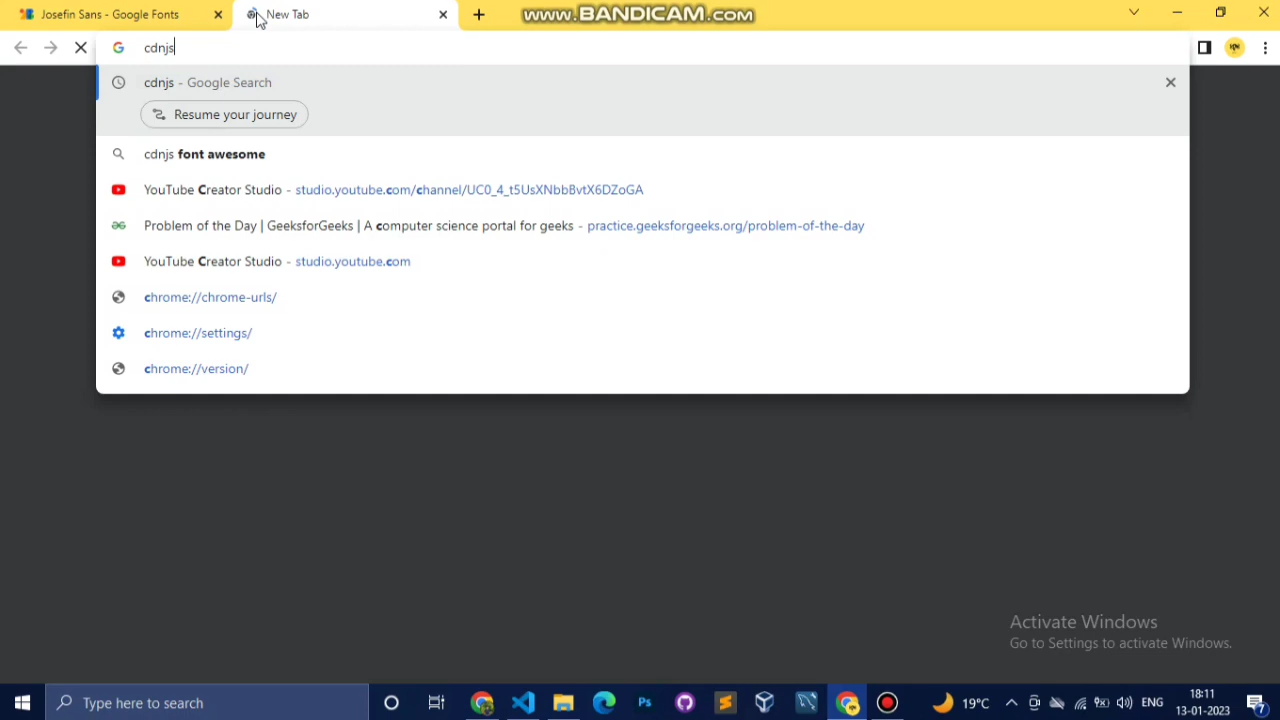 Josefin Sans - Google Fonts
New Tab
www.BANDICAM.com
cdnjs
cdnjs - Google Search
Resume your journey
cdnjs font awesome
YouTube Creator Studio - studio.youtube.com/channel/UC0_4_t5UsXNbbBvtX6DZoGA
Problem of the Day | GeeksforGeeks | A computer science portal for geeks - practice.geeksforgeeks.org/problem-of-the-day
YouTube Creator Studio - studio.youtube.com
chrome://chrome-urls/
chrome://settings/
chrome://version/
Activate Windows
Go to Settings to activate Windows.
Type here to search
Ps
19°C
ENG
18:11
13-01-2023
7